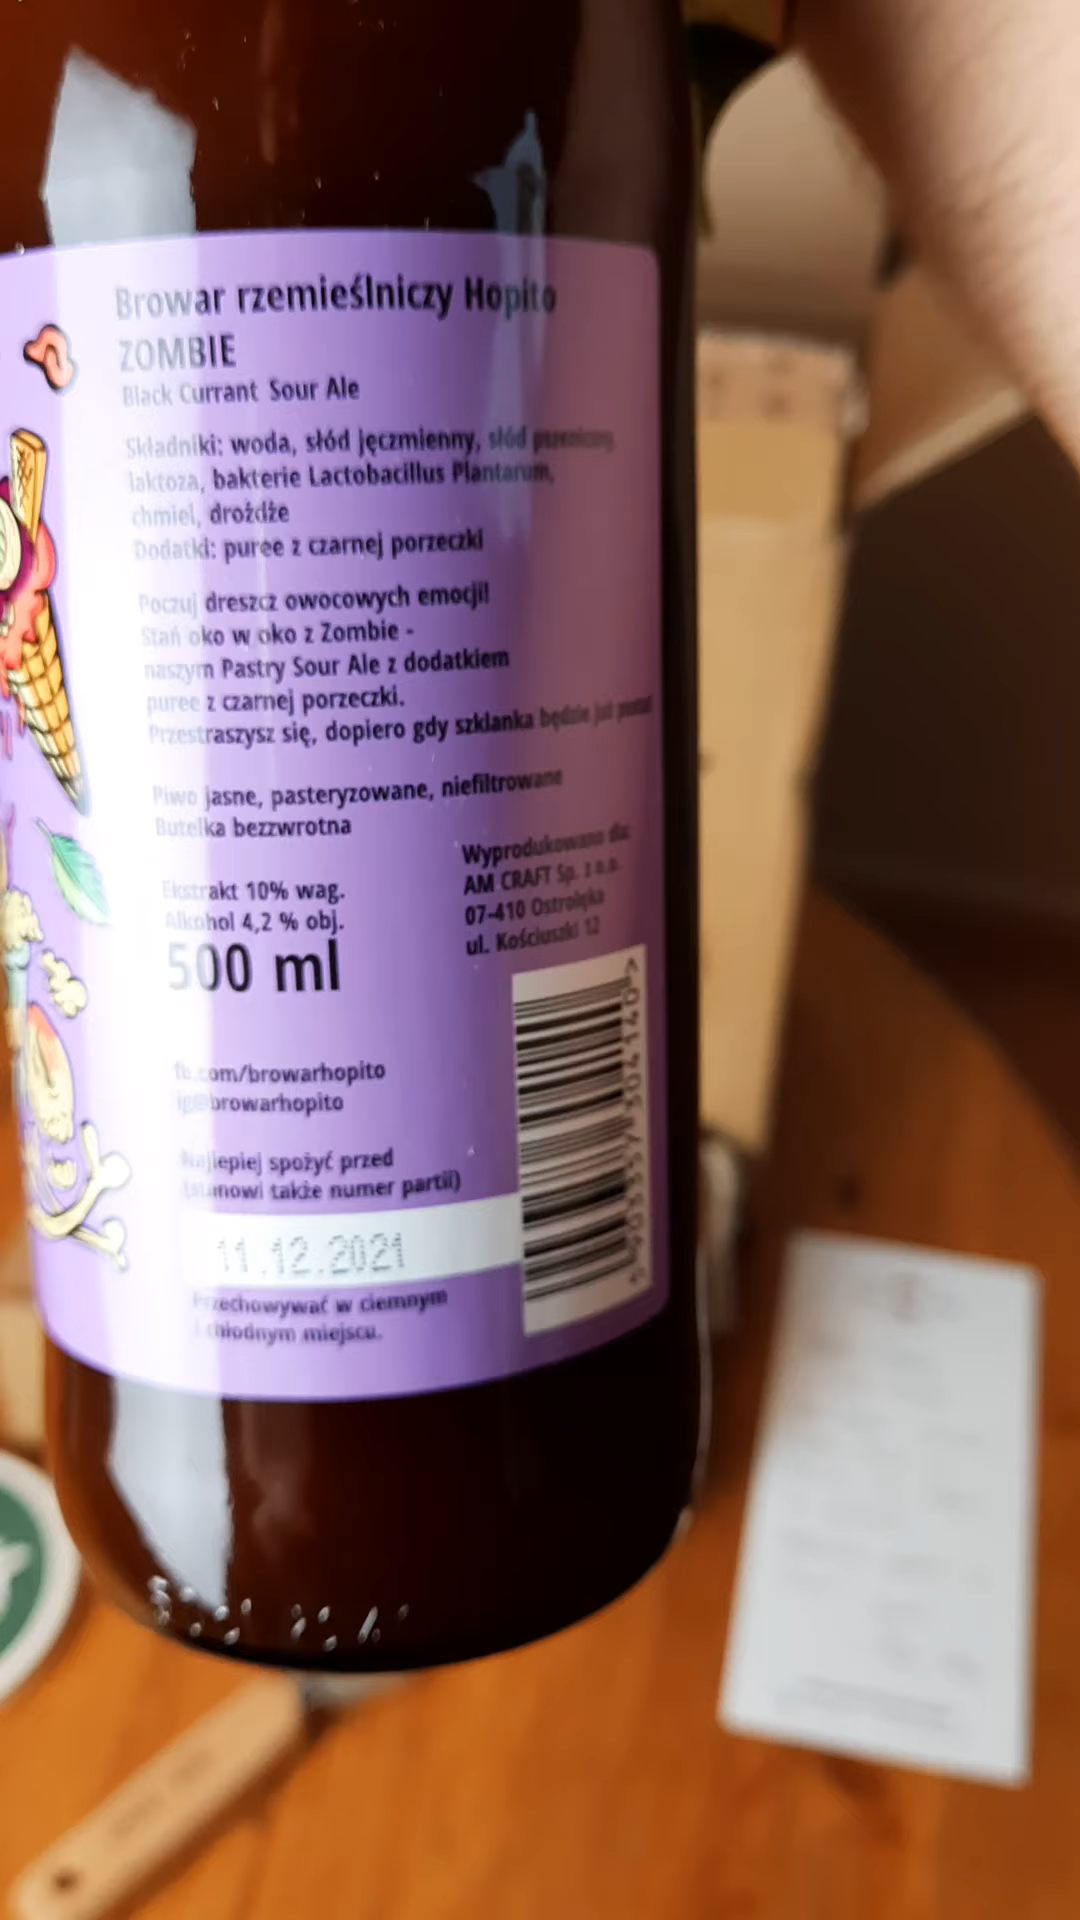 Browar rzemieślniczy Hopito
ZOMBIE
Black Currant Sour Ale
Składniki: woda, słód jęczmienny, słód pszeniczny,
laktoza, bakterie Lactobacillus Plantarum,
chmiel, drożdże
Dodatki: puree z czarnej porzeczki
Poczuj dreszcz owocowych emocji!
Stań oko w oko z Zombie -
naszym Pastry Sour Ale z dodatkiem
puree z czarnej porzeczki.
Przestraszysz się, dopiero gdy szklanka będzie już pusta!
Piwo jasne, pasteryzowane, niefiltrowane
Butelka bezzwrotna
Ekstrakt 10% wag.
Alkohol 4,2 % obj.
500 ml
Wyprodukowano dla:
AM CRAFT Sp. z o.o.
07-410 Ostrołęka
ul. Kościuszki 12
fb.com/browarhopito
ig@browarhopito
Najlepiej spożyć przed
(stanowi także numer partii)
11.12.2021
Przechowywać w ciemnym
i chłodnym miejscu.